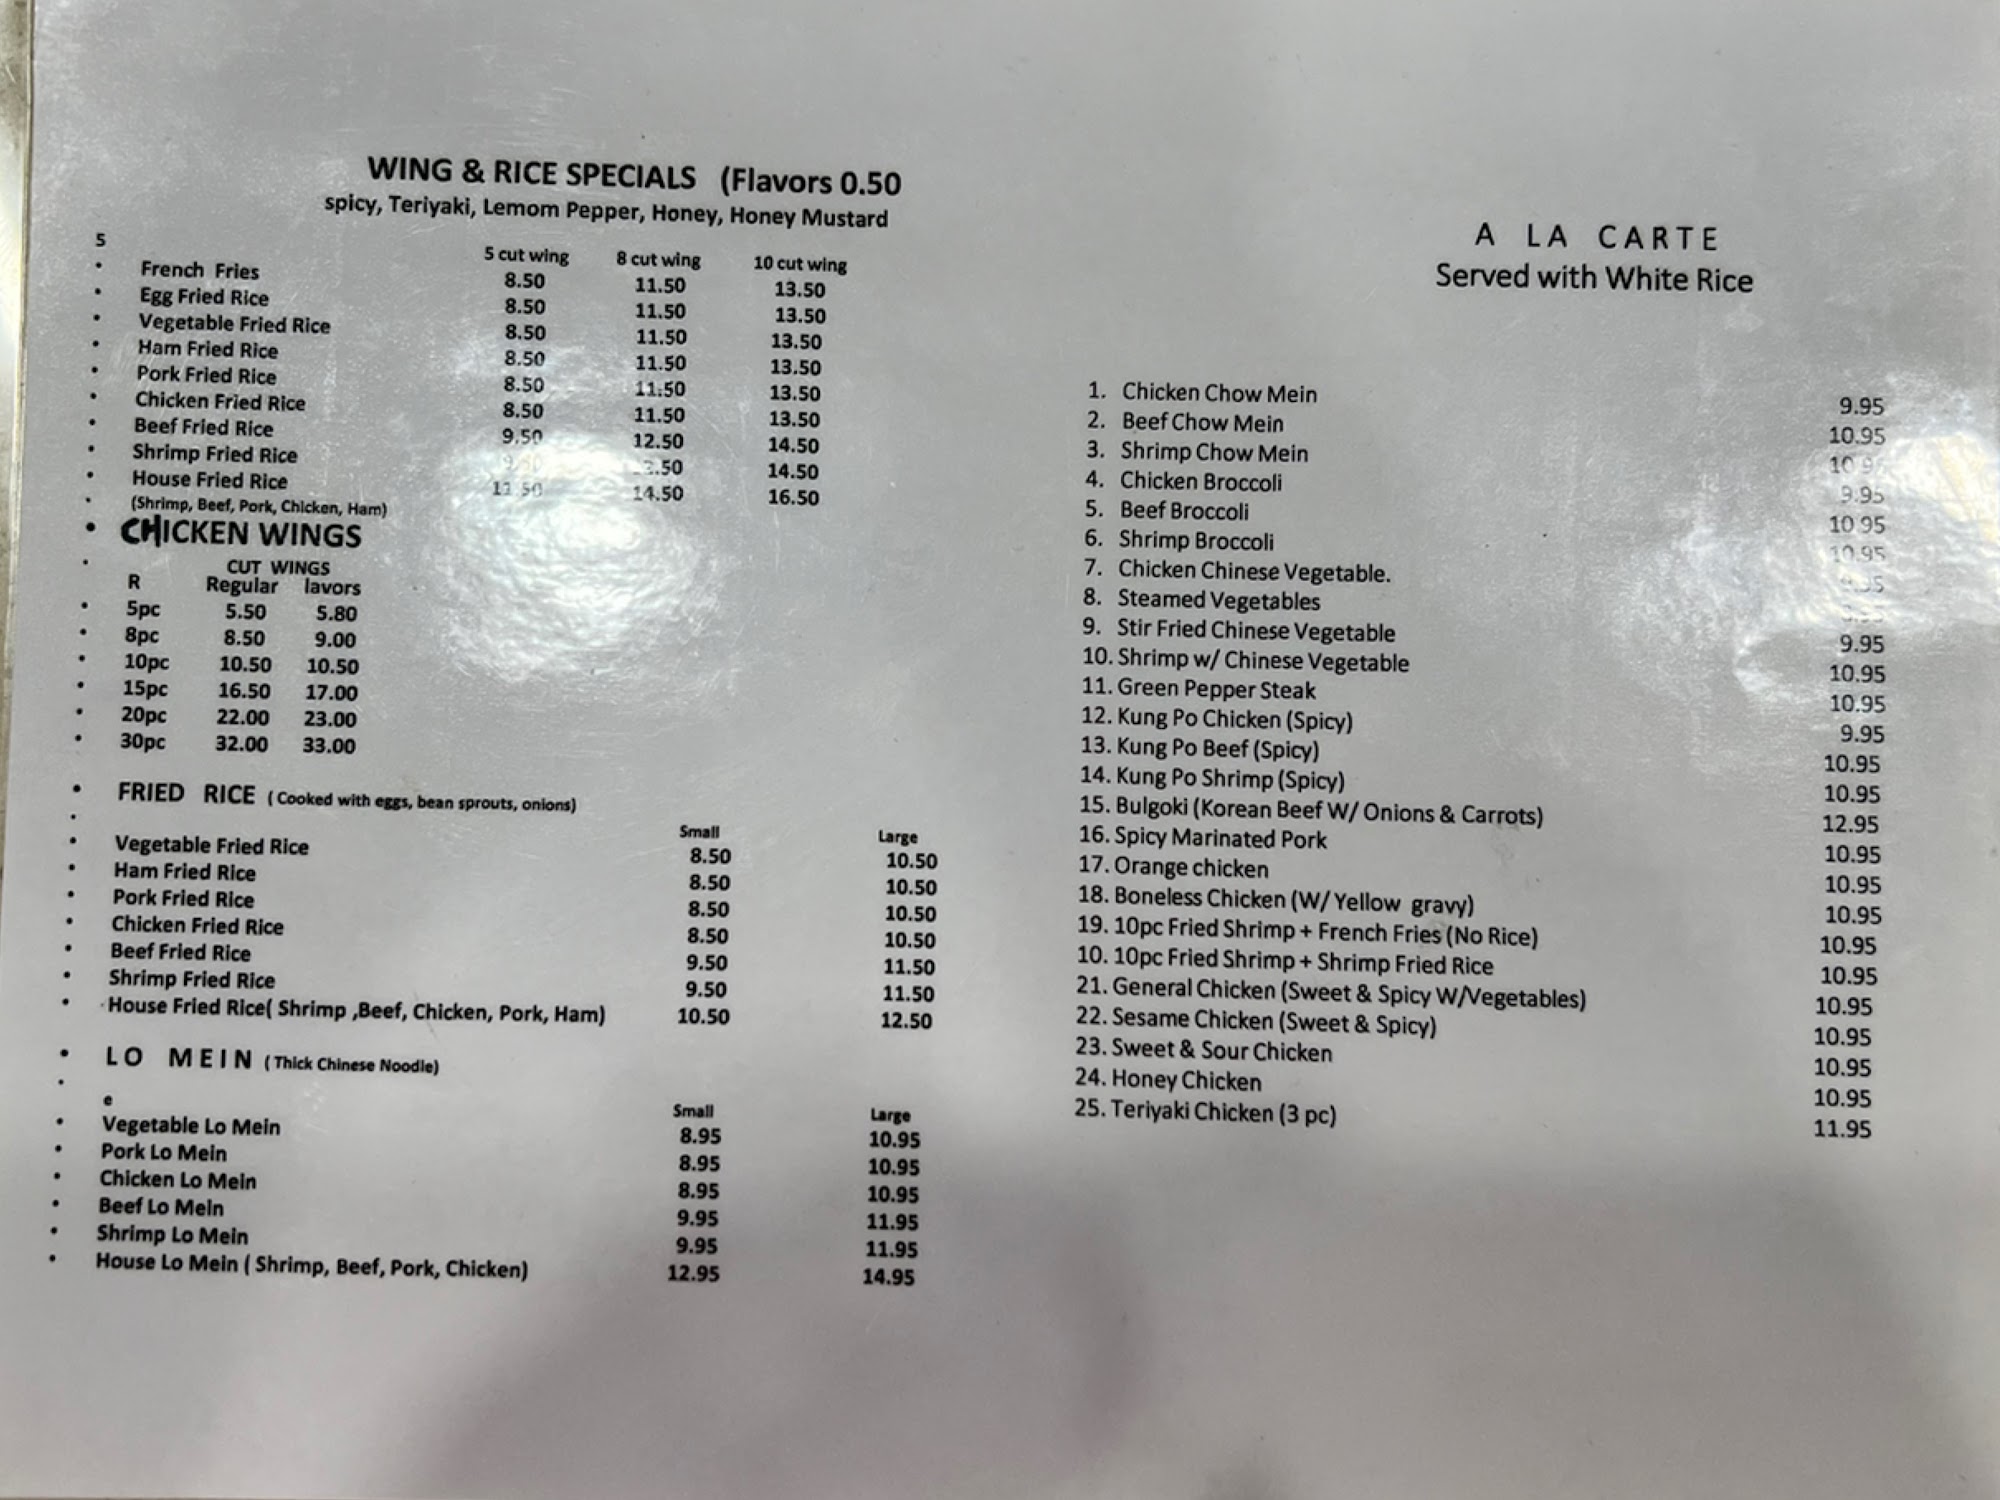 WING & RICE SPECIALS (Flavors 0.50
spicy, Teriyaki, Lemom Pepper, Honey, Honey Mustard
5
5 cut wing 8 cut wing 10 cut wing
• French Fries 8.50 11.50 13.50
• Egg Fried Rice 8.50 11.50 13.50
• Vegetable Fried Rice 8.50 11.50 13.50
• Ham Fried Rice 8.50 11.50 13.50
• Pork Fried Rice 8.50 11.50 13.50
• Chicken Fried Rice 8.50 11.50 13.50
• Beef Fried Rice 9.50 12.50 14.50
• Shrimp Fried Rice 14.50
• House Fried Rice 14.50 16.50
• (Shrimp, Beef, Pork, Chicken, Ham)
• CHICKEN WINGS
• CUT WINGS
R Regular lavors
• 5pc 5.50 5.80
• 8pc 8.50 9.00
• 10pc 10.50 10.50
• 15pc 16.50 17.00
• 20pc 22.00 23.00
• 30pc 32.00 33.00
• FRIED RICE ( Cooked with eggs, bean sprouts, onions)
• Small Large
• Vegetable Fried Rice 8.50 10.50
• Ham Fried Rice 8.50 10.50
• Pork Fried Rice 8.50 10.50
• Chicken Fried Rice 8.50 10.50
• Beef Fried Rice 9.50 11.50
• Shrimp Fried Rice 9.50 11.50
• House Fried Rice( Shrimp ,Beef, Chicken, Pork, Ham) 10.50 12.50
• LO MEIN ( Thick Chinese Noodle)
• e Small Large
• Vegetable Lo Mein 8.95 10.95
• Pork Lo Mein 8.95 10.95
• Chicken Lo Mein 8.95 10.95
• Beef Lo Mein 9.95 11.95
• Shrimp Lo Mein 9.95 11.95
• House Lo Mein ( Shrimp, Beef, Pork, Chicken) 12.95 14.95
A LA CARTE
Served with White Rice
1. Chicken Chow Mein 9.95
2. Beef Chow Mein 10.95
3. Shrimp Chow Mein
4. Chicken Broccoli 9.95
5. Beef Broccoli 10 95
6. Shrimp Broccoli 10.95
7. Chicken Chinese Vegetable.
8. Steamed Vegetables
9. Stir Fried Chinese Vegetable 9.95
10. Shrimp w/ Chinese Vegetable 10.95
11. Green Pepper Steak 10.95
12. Kung Po Chicken (Spicy) 9.95
13. Kung Po Beef (Spicy) 10.95
14. Kung Po Shrimp (Spicy) 10.95
15. Bulgoki (Korean Beef W/ Onions & Carrots) 12.95
16. Spicy Marinated Pork 10.95
17. Orange chicken 10.95
18. Boneless Chicken (W/ Yellow gravy) 10.95
19. 10pc Fried Shrimp + French Fries (No Rice) 10.95
10. 10pc Fried Shrimp + Shrimp Fried Rice 10.95
21. General Chicken (Sweet & Spicy W/Vegetables) 10.95
22. Sesame Chicken (Sweet & Spicy) 10.95
23. Sweet & Sour Chicken 10.95
24. Honey Chicken 10.95
25. Teriyaki Chicken (3 pc) 11.95